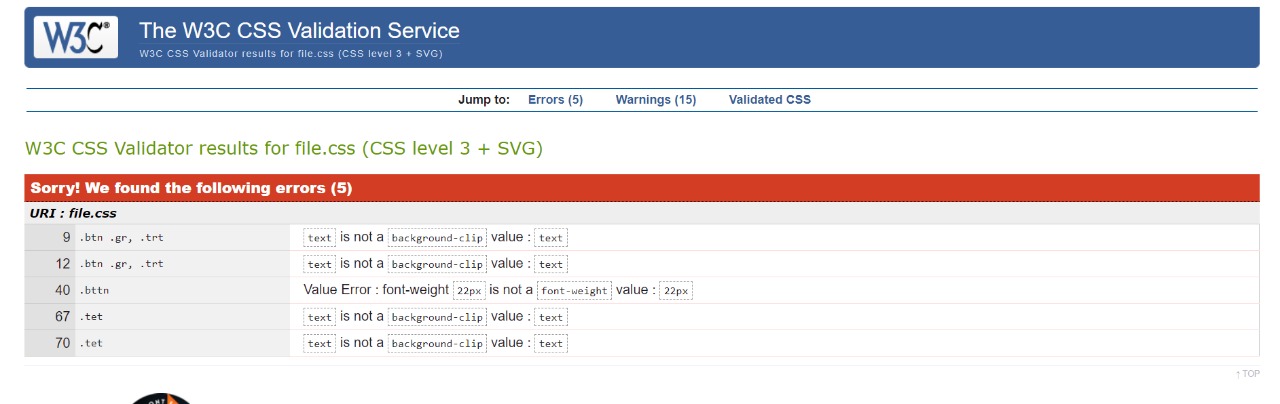 W3C®
The W3C CSS Validation Service
W3C CSS Validator results for file.css (CSS level 3 + SVG)
Jump to: Errors (5) Warnings (15) Validated CSS
W3C CSS Validator results for file.css (CSS level 3 + SVG)
Sorry! We found the following errors (5)
URI : file.css
9 .btn .gr, .trt text is not a background-clip value : text
12 .btn .gr, .trt text is not a background-clip value : text
40 .bttn Value Error : font-weight 22px is not a font-weight value : 22px
67 .tet text is not a background-clip value : text
70 .tet text is not a background-clip value : text
↑ TOP